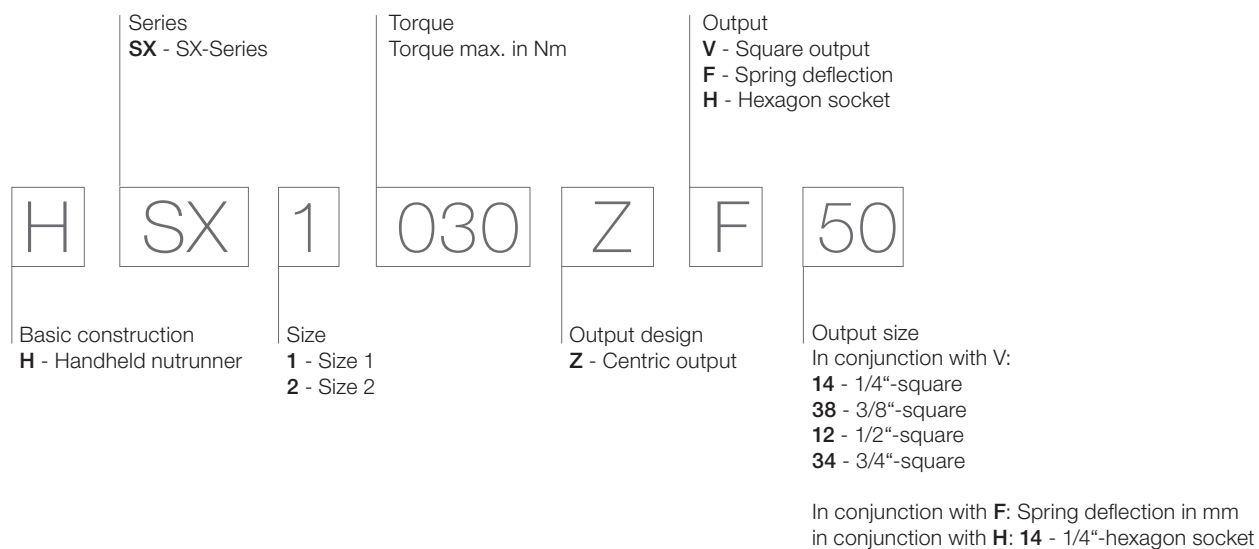 Series
SX - SX-Series
Torque
Torque max. in Nm
Output
V - Square output
F - Spring deflection
H - Hexagon socket
H SX 1 030 Z F 50
Basic construction
H - Handheld nutrunner
Size
1 - Size 1
2 - Size 2
Output design
Z - Centric output
Output size
In conjunction with V:
14 - 1/4“-square
38 - 3/8“-square
12 - 1/2“-square
34 - 3/4“-square
In conjunction with F: Spring deflection in mm
in conjunction with H: 14 - 1/4“-hexagon socket